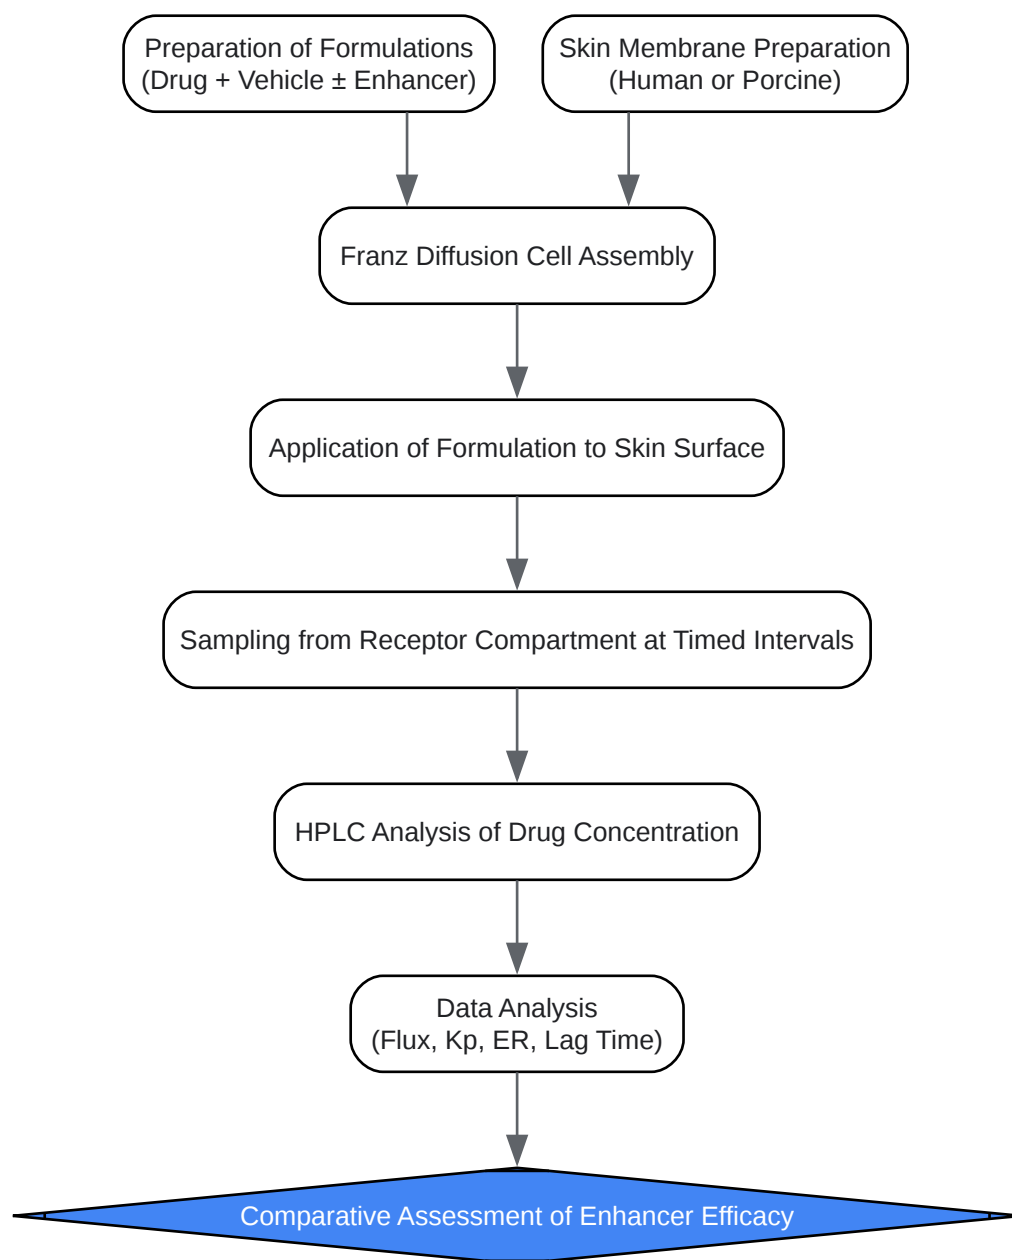 Preparation of Formulations
(Drug + Vehicle ± Enhancer)
Skin Membrane Preparation
(Human or Porcine)
Franz Diffusion Cell Assembly
Application of Formulation to Skin Surface
Sampling from Receptor Compartment at Timed Intervals
HPLC Analysis of Drug Concentration
Data Analysis
(Flux, Kp, ER, Lag Time)
Comparative Assessment of Enhancer Efficacy